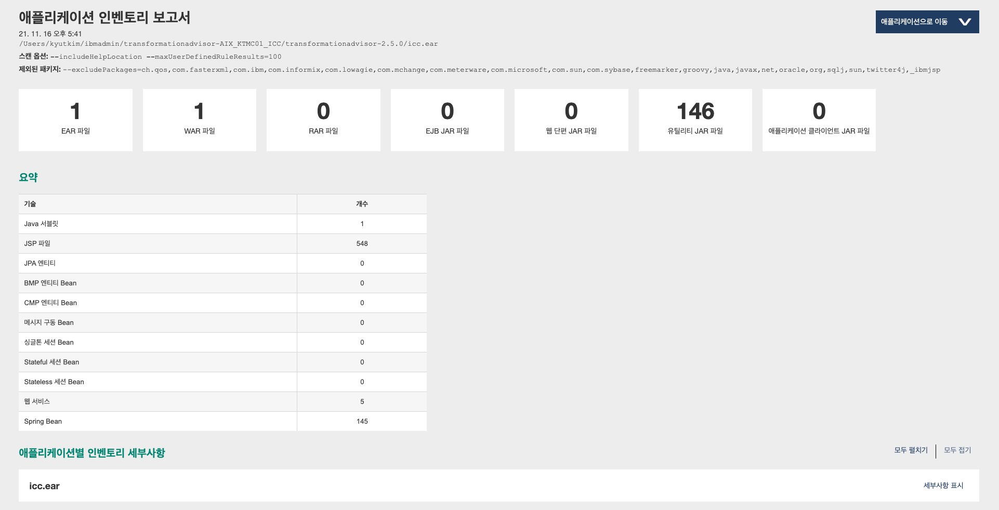 애플리케이션 인벤토리 보고서
애플리케이션으로 이동
21. 11. 16 오후 5:41
/Users/kyutkim/ibmadmin/transformationadvisor-AIX_KTMC01_ICC/transformationadvisor-2.5.0/icc.ear
스캔 옵션: --includeHelpLocation --maxUserDefinedRuleResults=100
제외된 패키지: --excludePackages=ch.qos,com.fasterxml,com.ibm,com.informix,com.lowagie,com.mchange,com.meterware,com.microsoft,com.sun,com.sybase,freemarker,groovy,java,javax,net,oracle,org,sqlj,sun,twitter4j,_ibmjsp
1
EAR 파일
1
WAR 파일
0
RAR 파일
0
EJB JAR 파일
0
웹 단편 JAR 파일
146
유틸리티 JAR 파일
0
애플리케이션 클라이언트 JAR 파일
요약
기술 개수
Java 서블릿 1
JSP 파일 548
JPA 엔티티 0
BMP 엔티티 Bean 0
CMP 엔티티 Bean 0
메시지 구동 Bean 0
싱글톤 세션 Bean 0
Stateful 세션 Bean 0
Stateless 세션 Bean 0
웹 서비스 5
Spring Bean 145
애플리케이션별 인벤토리 세부사항
모두 펼치기 | 모두 접기
icc.ear 세부사항 표시